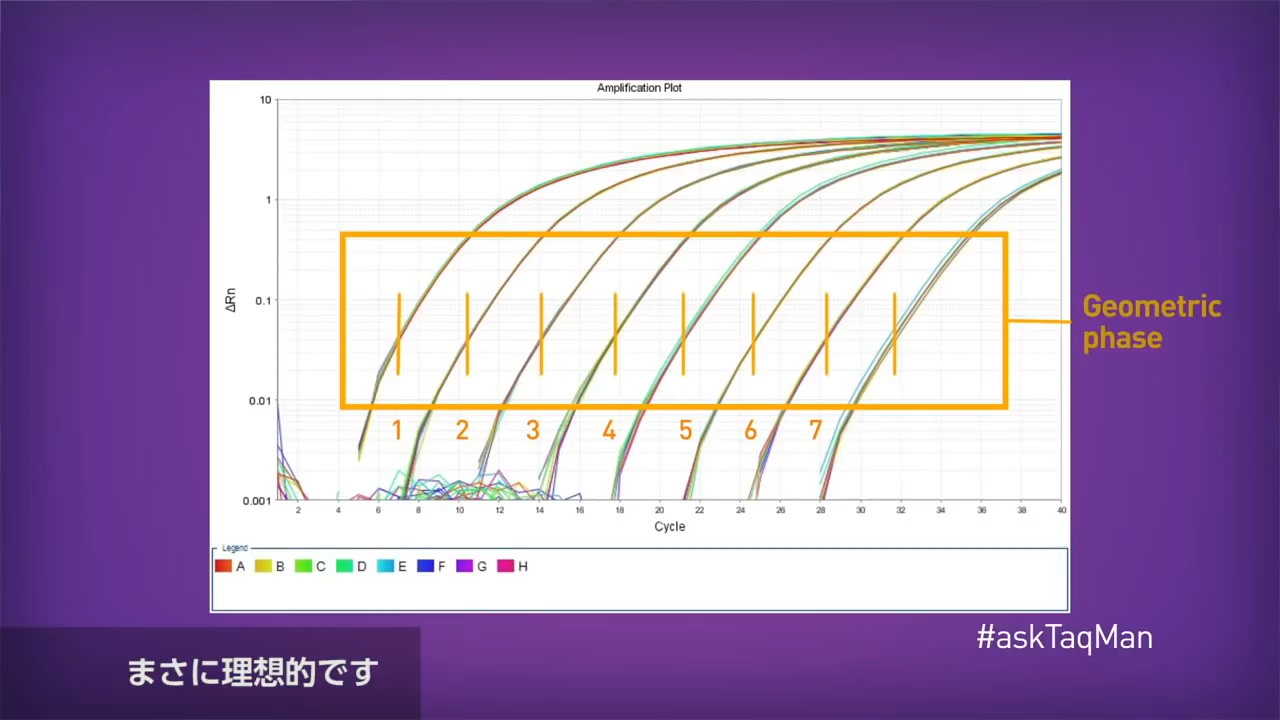 Amplification Plot
10
1
0.1
0.01
0.001
ΔRn
Geometric
phase
1 2 3 4 5 6 7
2 4 6 8 10 12 14 16 18 20 22 24 26 28 30 32 34 36 38 40
Cycle
Legend
A B C D E F G H
#askTaqMan
まさに理想的です